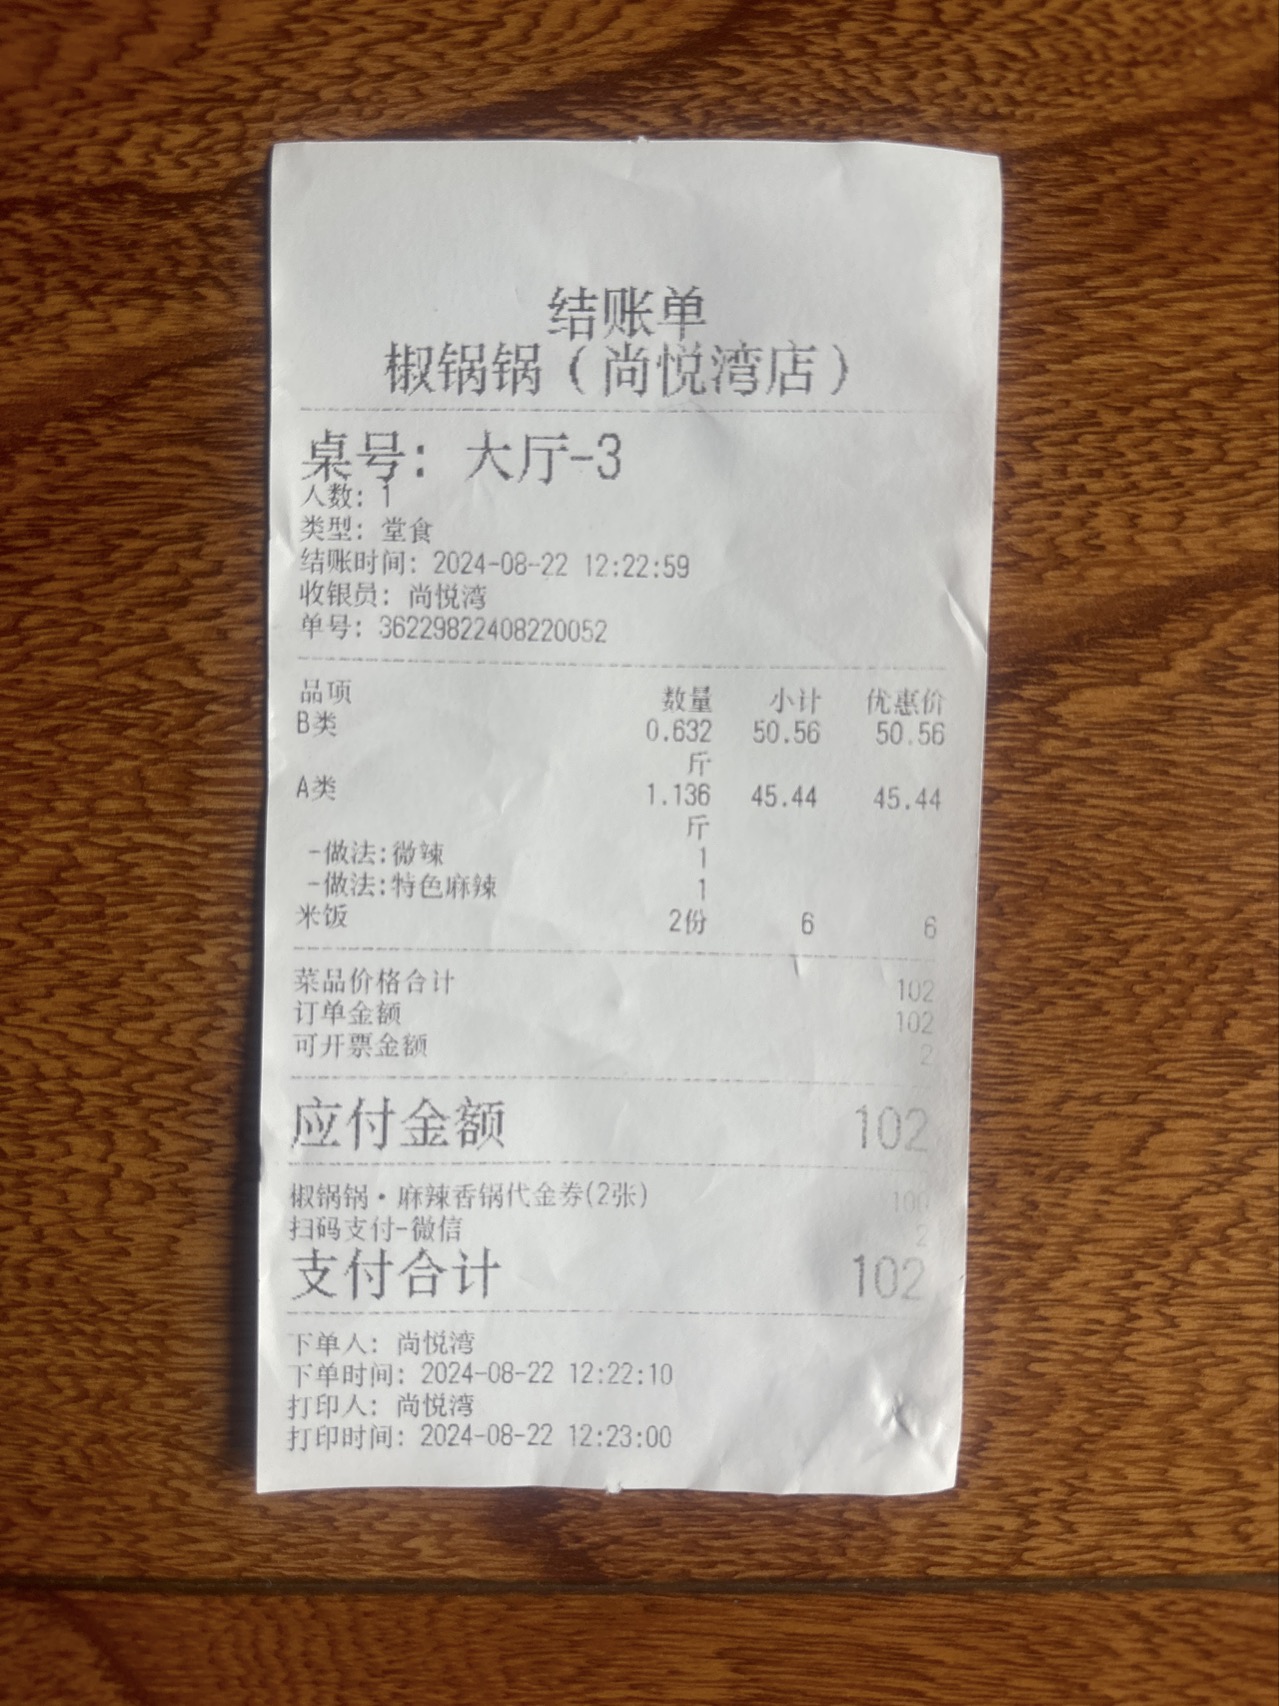 结账单
椒锅锅（尚悦湾店）
桌号：大厅-3
人数：1
类型：堂食
结账时间：2024-08-22 12:22:59
收银员：尚悦湾
单号：36229822408220052
品项 数量 小计 优惠价
B类 0.632 50.56 50.56
斤
A类 1.136 45.44 45.44
斤
-做法:微辣 1
-做法:特色麻辣 1
米饭 2份 6 6
菜品价格合计 102
订单金额 102
可开票金额 2
应付金额 102
椒锅锅·麻辣香锅代金券(2张) 100
扫码支付-微信 2
支付合计 102
下单人：尚悦湾
下单时间：2024-08-22 12:22:10
打印人：尚悦湾
打印时间：2024-08-22 12:23:00